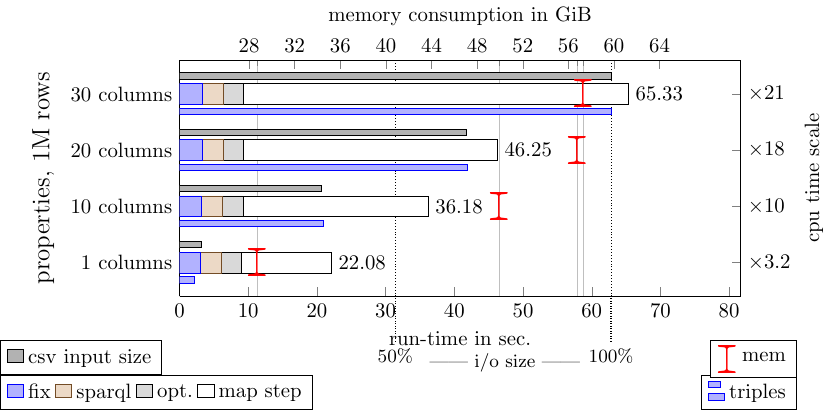 memory consumption in GiB
28 32 36 40 44 48 52 56 60 64
properties, 1M rows
30 columns 65.33 ×21
20 columns 46.25 ×18
10 columns 36.18 ×10
1 columns 22.08 ×3.2
cpu time scale
0 10 20 30 40 50 60 70 80
run-time in sec.
50% i/o size 100%
csv input size
mem
fix sparql opt. map step
triples